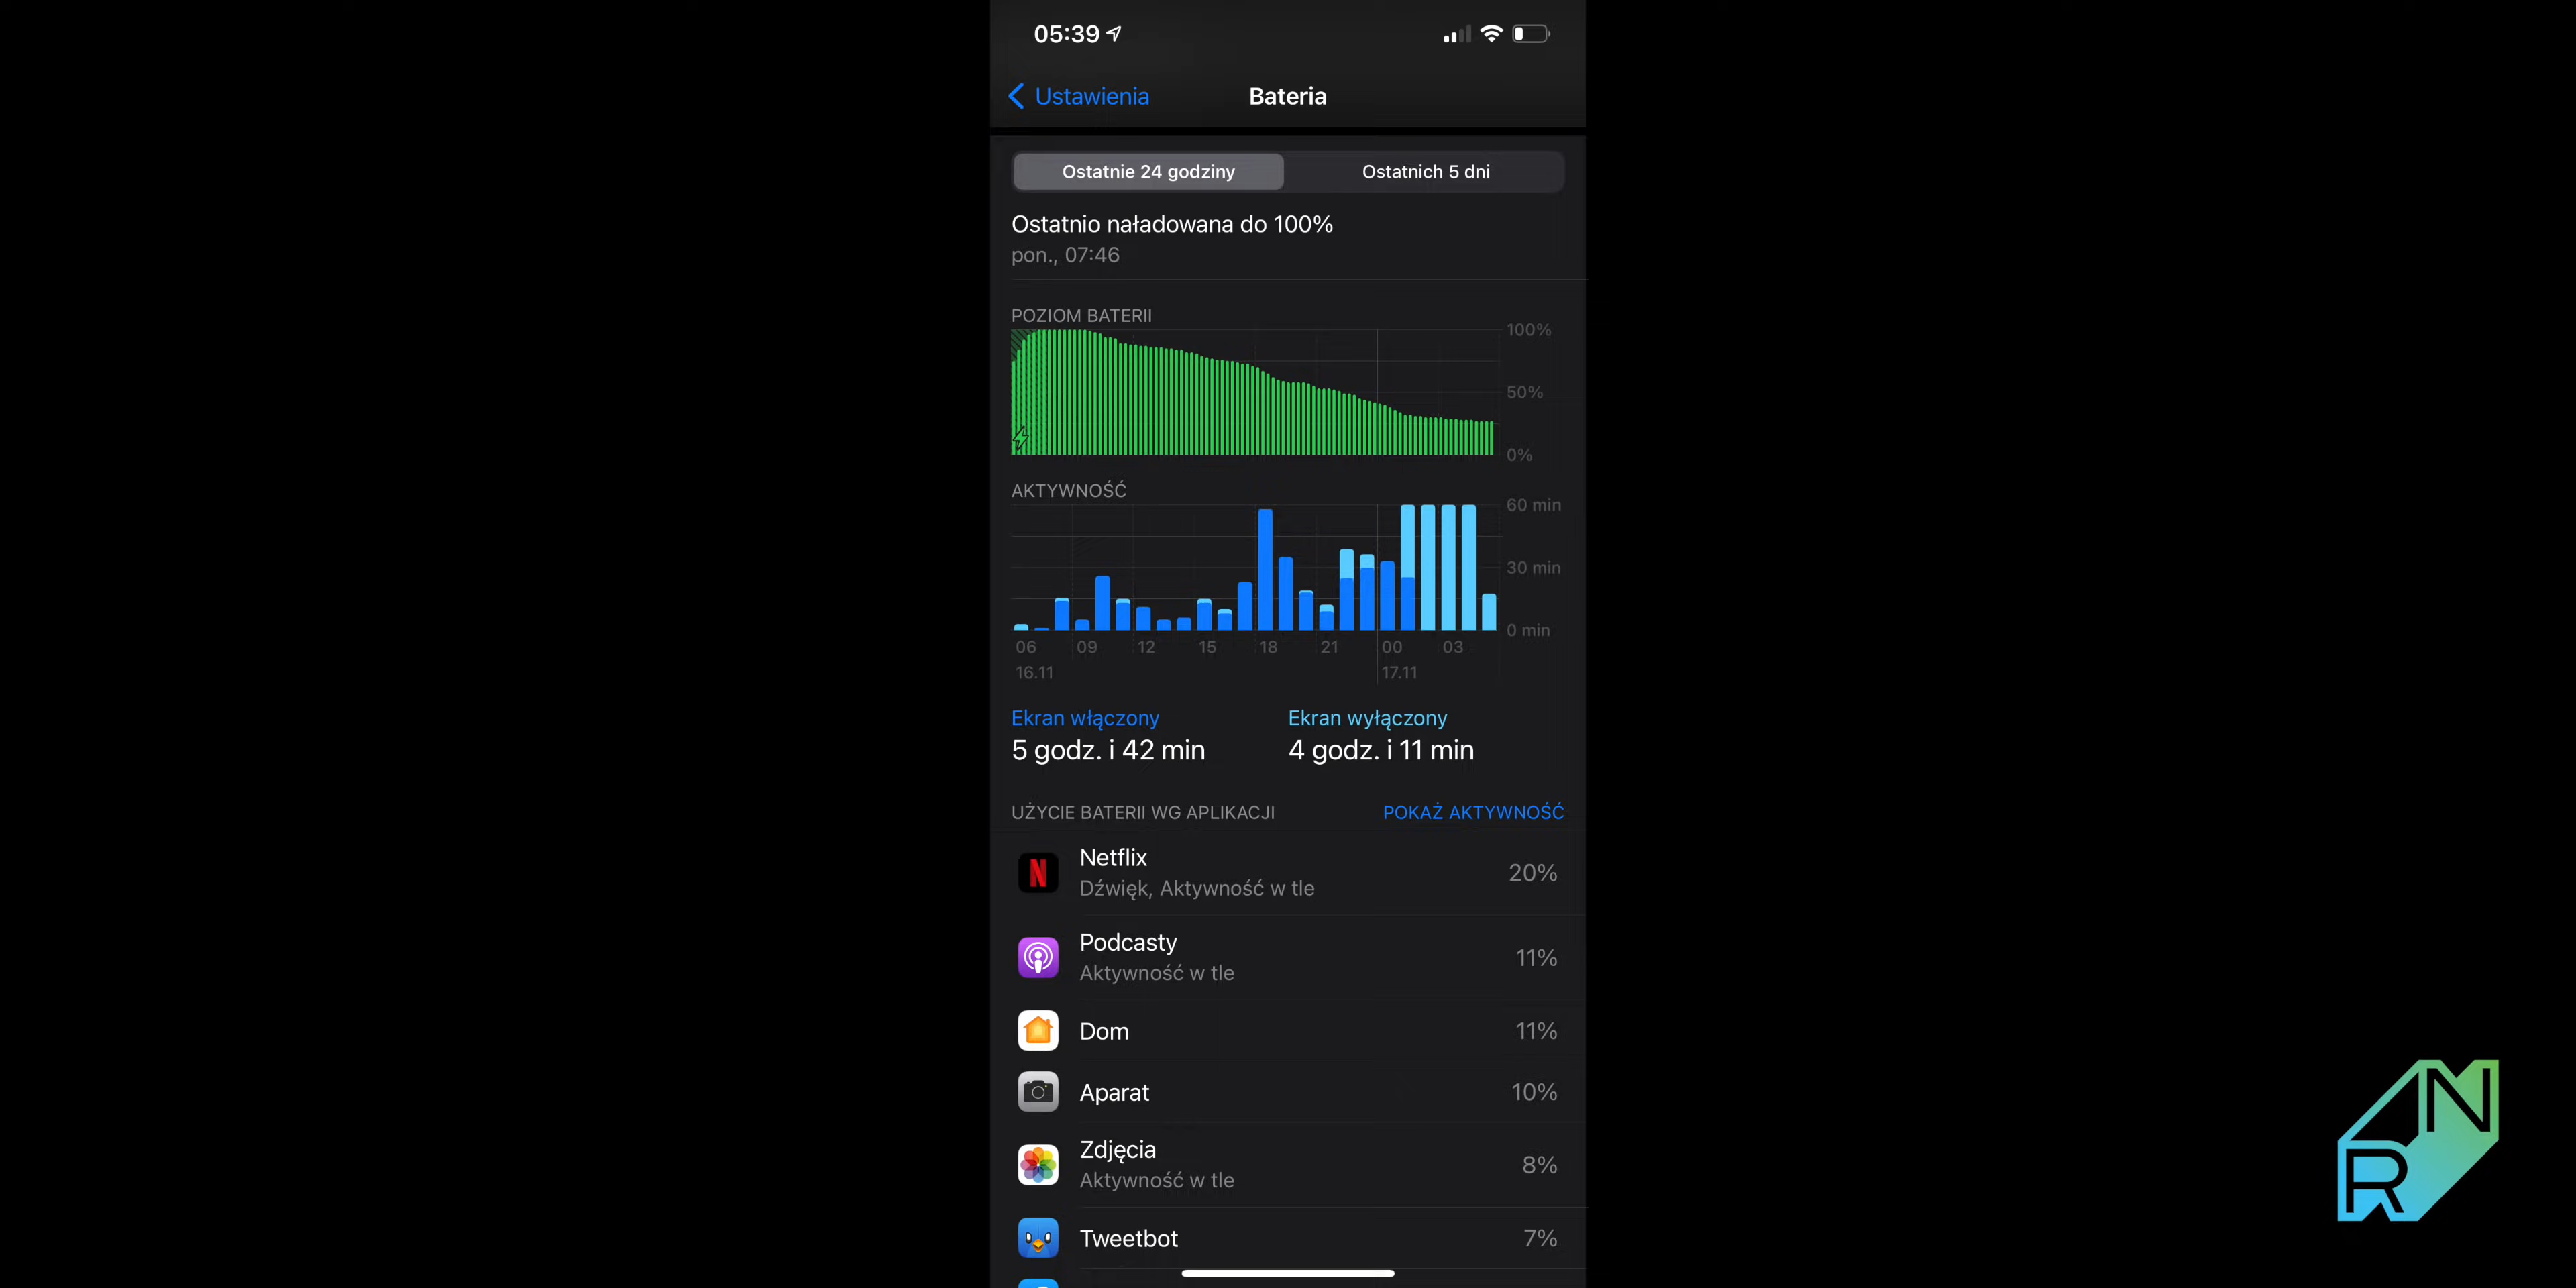 05:39
Ustawienia
Bateria
Ostatnie 24 godziny
Ostatnich 5 dni
Ostatnio naładowana do 100%
pon., 07:46
POZIOM BATERII
100%
50%
0%
AKTYWNOŚĆ
60 min
30 min
0 min
06 09 12 15 18 21 00 03
16.11 17.11
Ekran włączony
5 godz. i 42 min
Ekran wyłączony
4 godz. i 11 min
UŻYCIE BATERII WG APLIKACJI
POKAŻ AKTYWNOŚĆ
Netflix
Dźwięk, Aktywność w tle
20%
Podcasty
Aktywność w tle
11%
Dom
11%
Aparat
10%
Zdjęcia
Aktywność w tle
8%
Tweetbot
7%
N
R